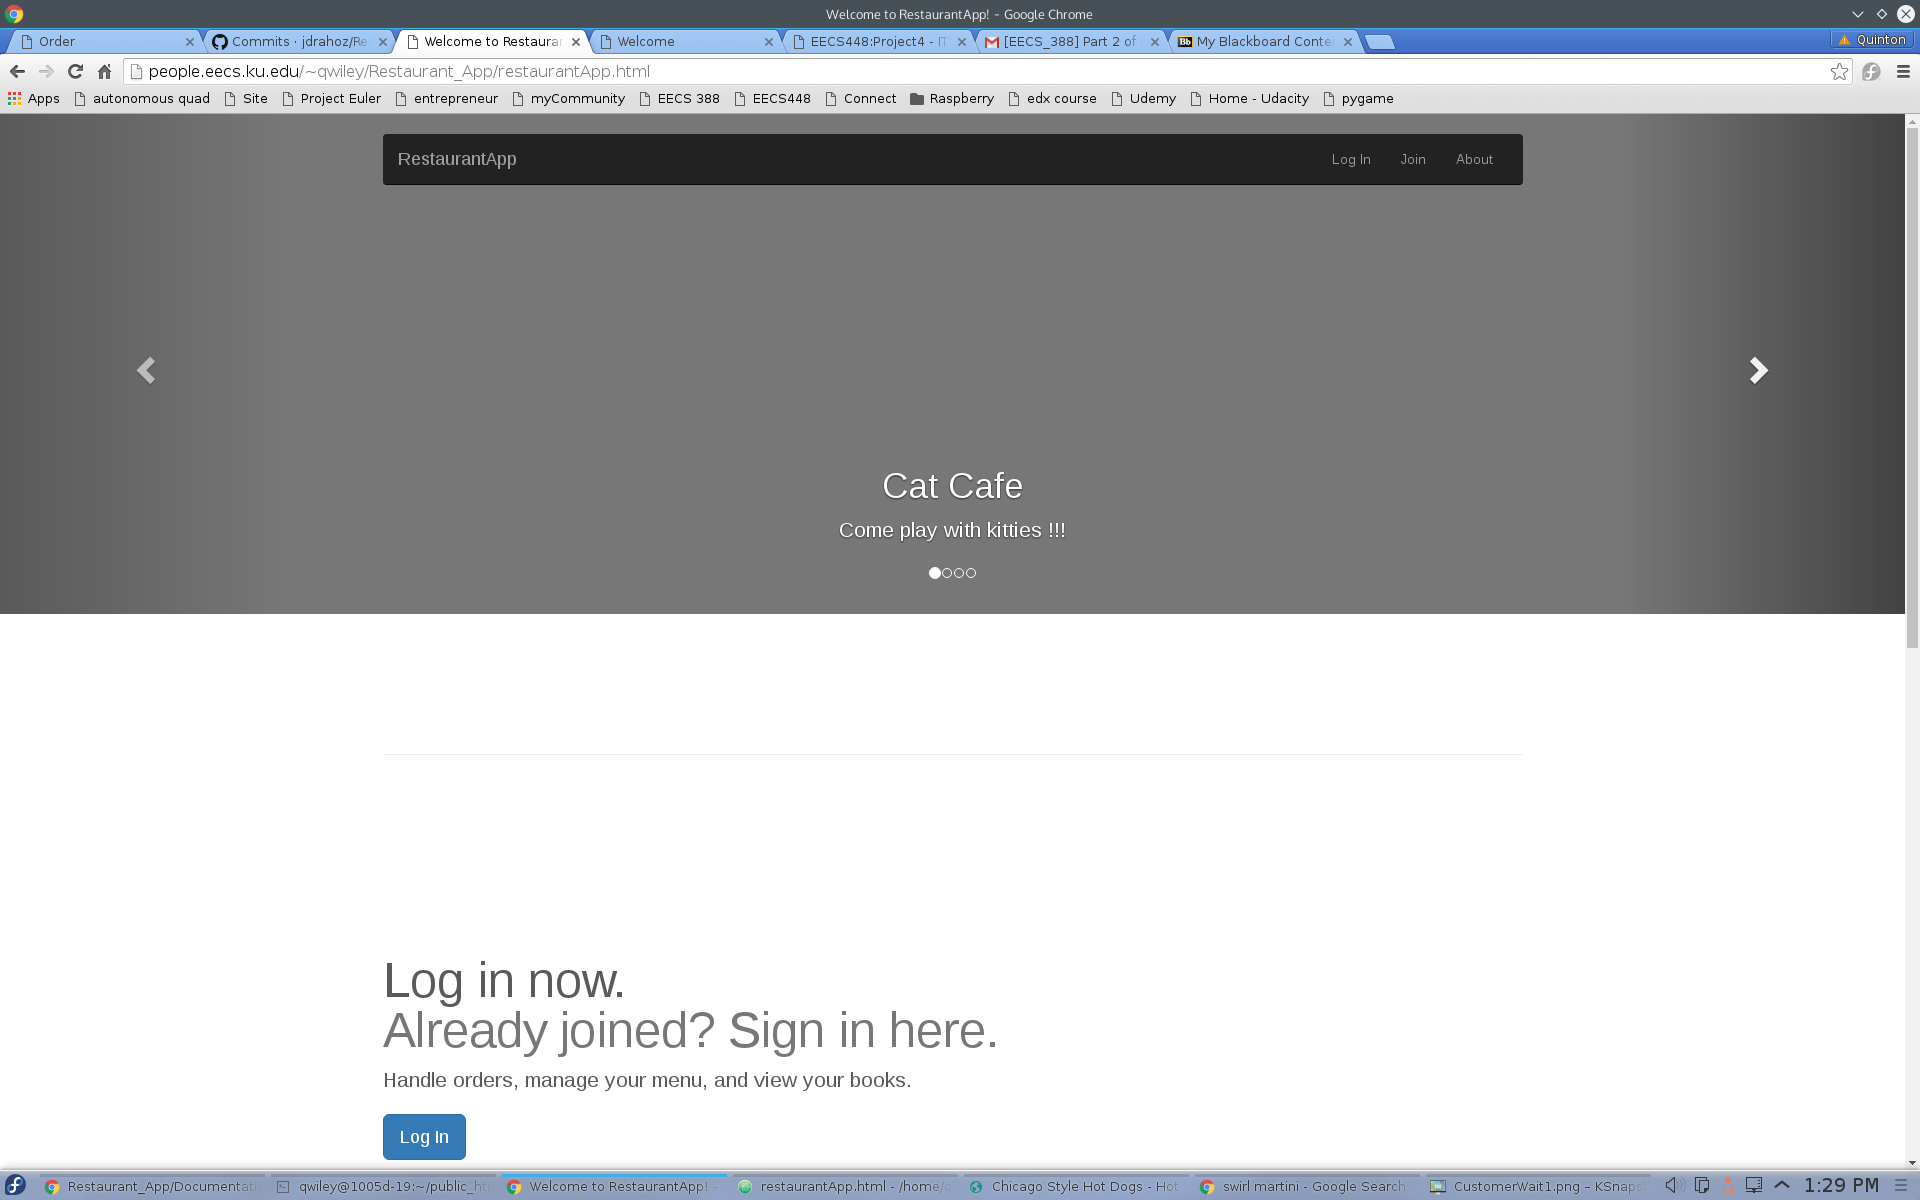 Welcome to RestaurantApp! - Google Chrome
Order
Commits · jdrahoz/Re
Welcome to Restaurar
Welcome
EECS448:Project4 - IT
[EECS_388] Part 2 of
My Blackboard Conte
Quinton
people.eecs.ku.edu/~qwiley/Restaurant_App/restaurantApp.html
Apps
autonomous quad
Site
Project Euler
entrepreneur
myCommunity
EECS 388
EECS448
Connect
Raspberry
edx course
Udemy
Home - Udacity
pygame
RestaurantApp
Log In
Join
About
Cat Cafe
Come play with kitties !!!
Log in now.
Already joined? Sign in here.
Handle orders, manage your menu, and view your books.
Log In
Restaurant_App/Documentati
qwiley@1005d-19:~/public_ht
Welcome to RestaurantApp! -
restaurantApp.html - /home/
Chicago Style Hot Dogs - Hot
swirl martini - Google Search -
CustomerWait1.png – KSnaps
1:29 PM